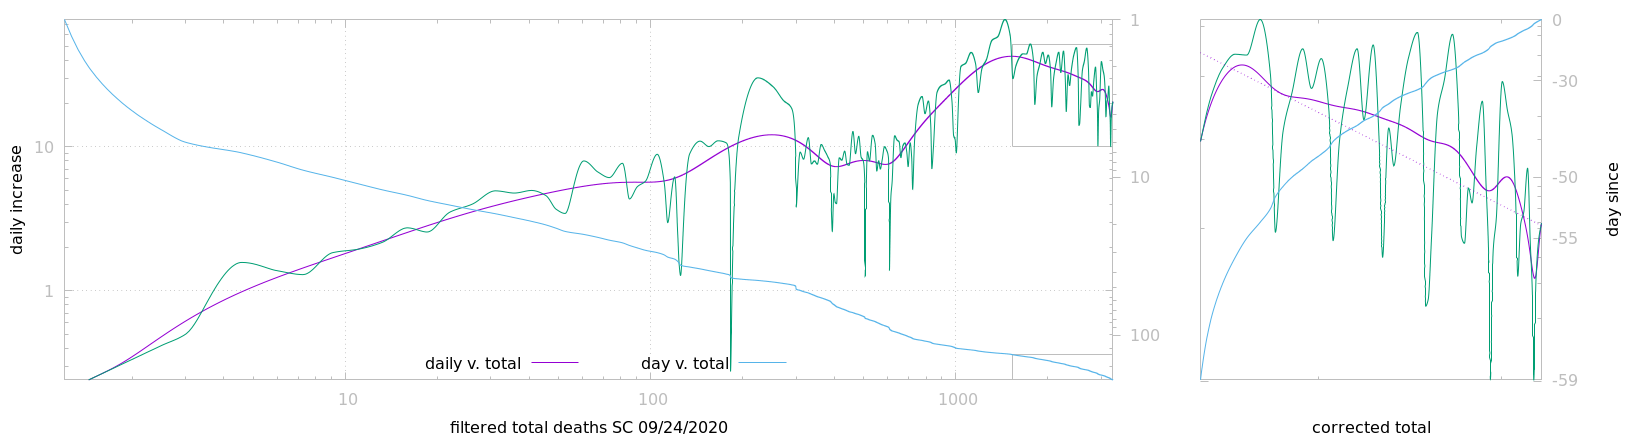 daily increase
10
1
daily v. total
day v. total
10
100
1000
filtered total deaths SC 09/24/2020
1
10
100
0
-30
-50
-55
-59
day since
corrected total